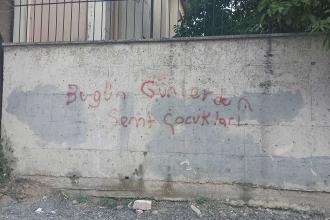 Bugün Günlerden
Semt Çocukları